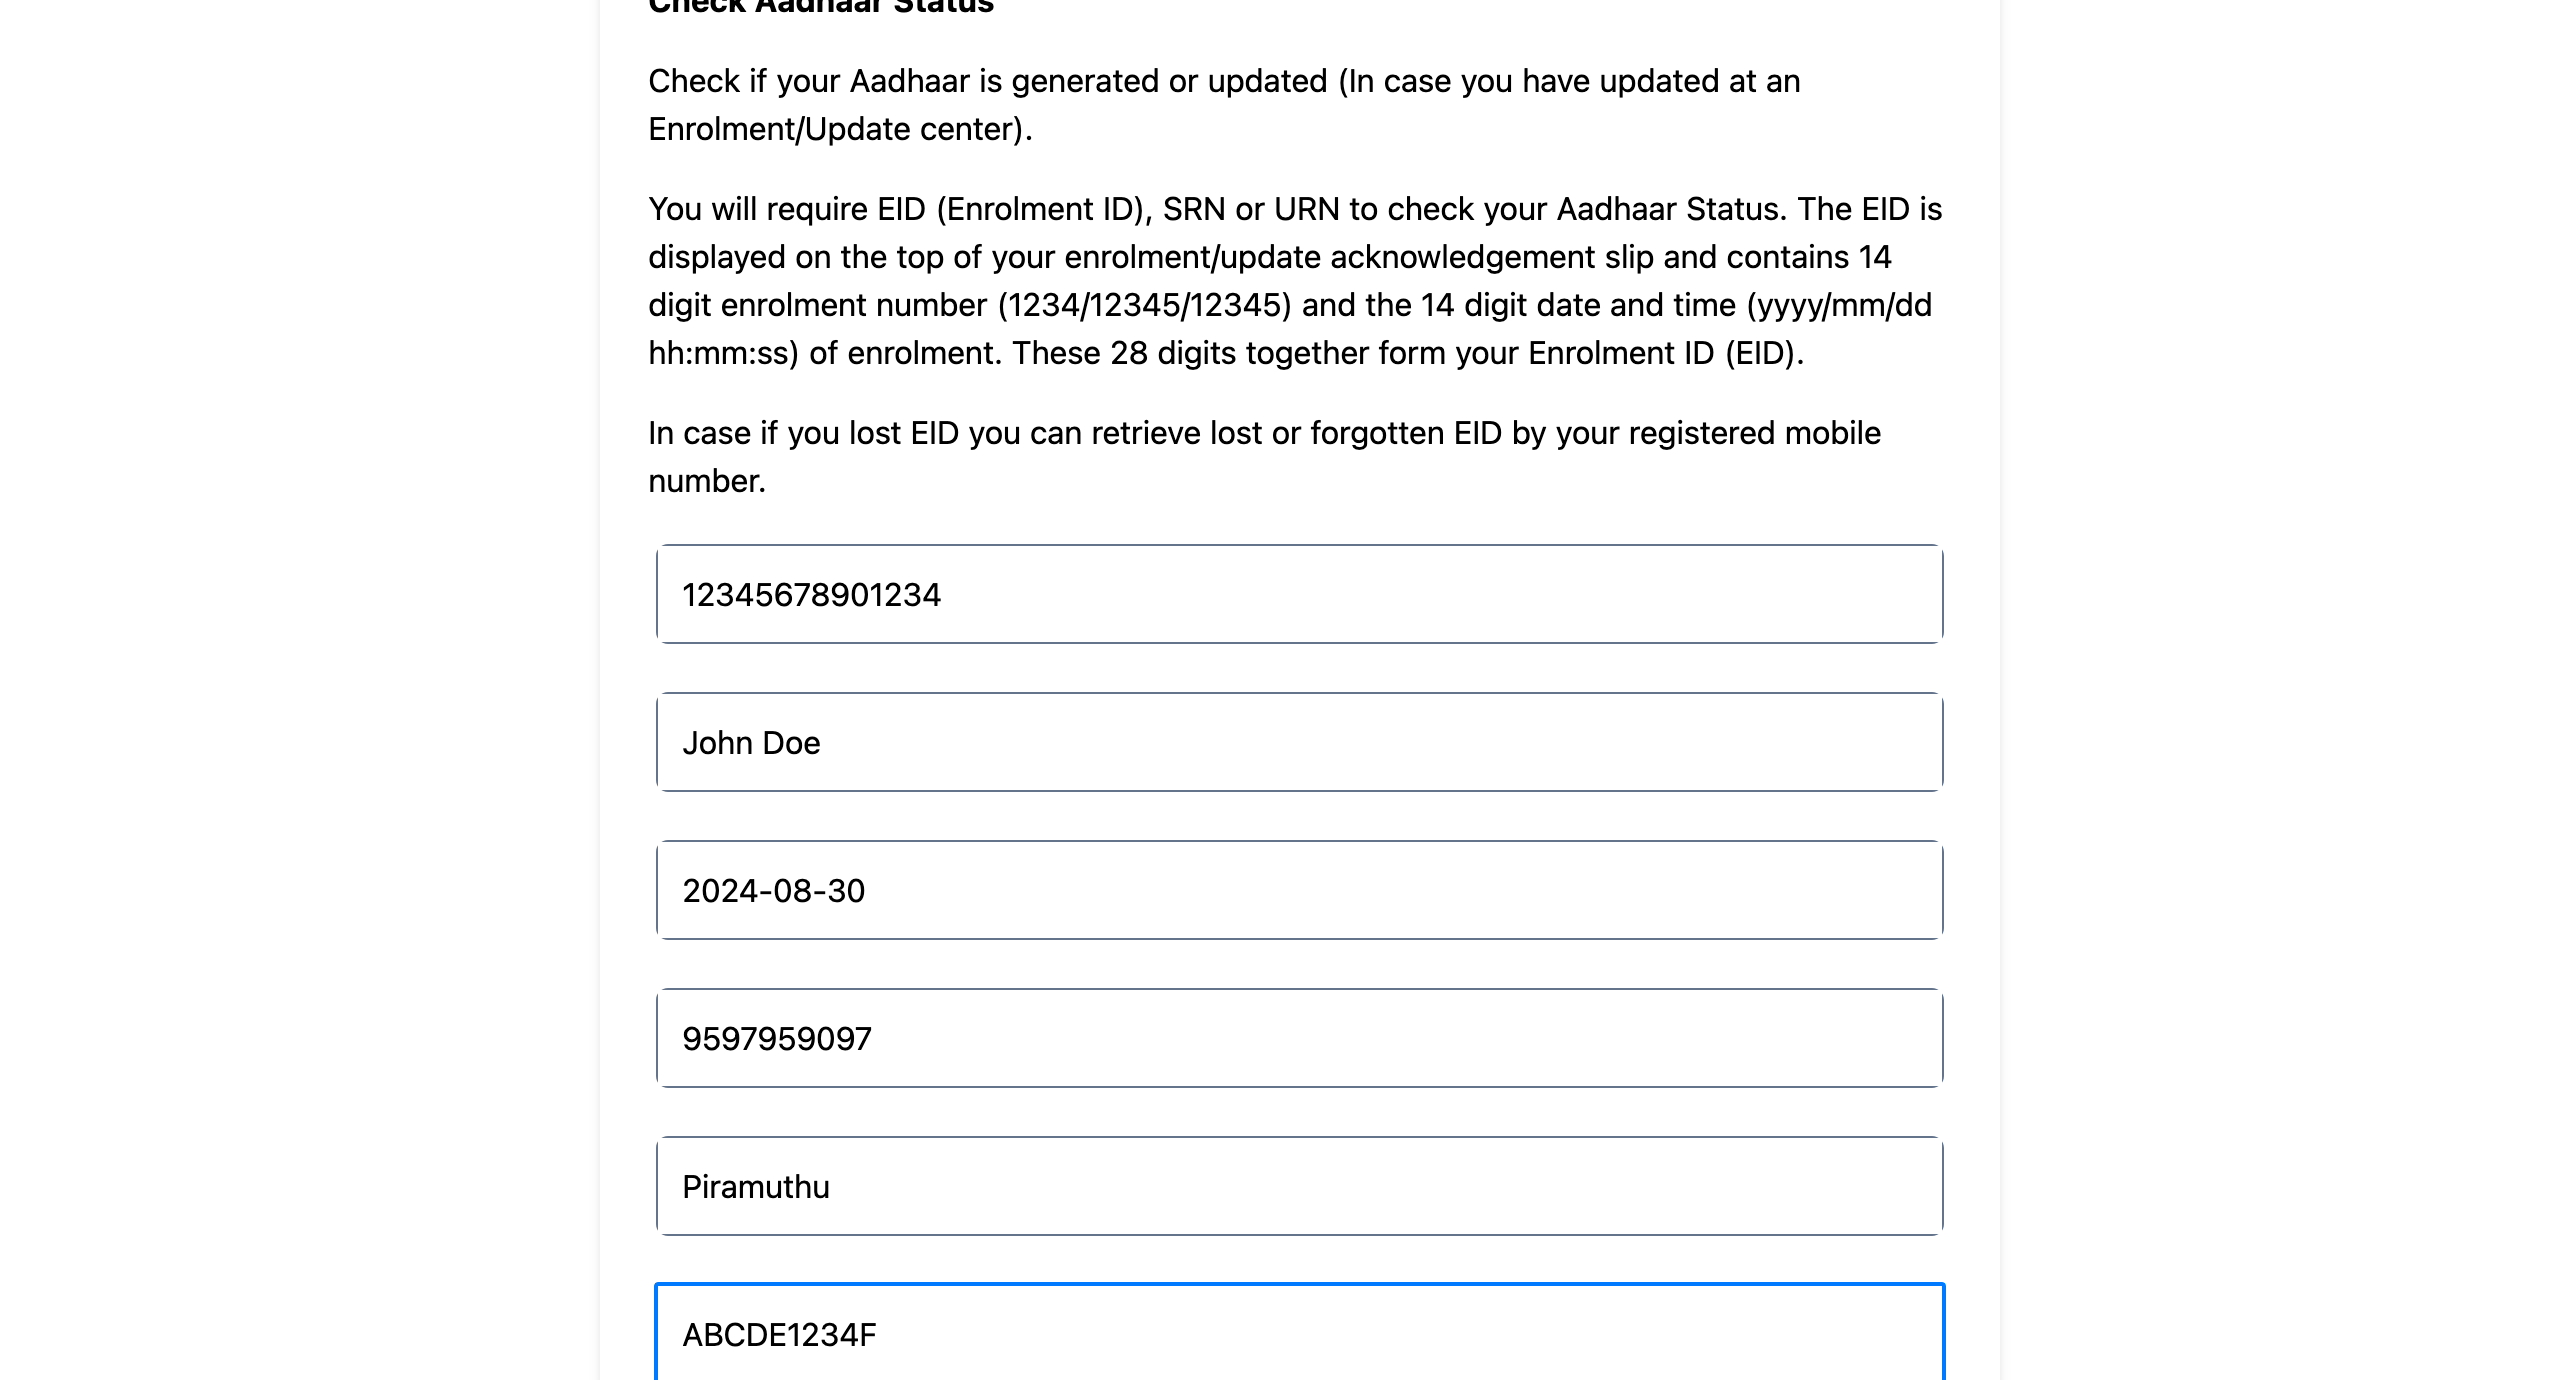 Check Aadhaar Status
Check if your Aadhaar is generated or updated (In case you have updated at an
Enrolment/Update center).
You will require EID (Enrolment ID), SRN or URN to check your Aadhaar Status. The EID is
displayed on the top of your enrolment/update acknowledgement slip and contains 14
digit enrolment number (1234/12345/12345) and the 14 digit date and time (yyyy/mm/dd
hh:mm:ss) of enrolment. These 28 digits together form your Enrolment ID (EID).
In case if you lost EID you can retrieve lost or forgotten EID by your registered mobile
number.
12345678901234
John Doe
2024-08-30
9597959097
Piramuthu
ABCDE1234F